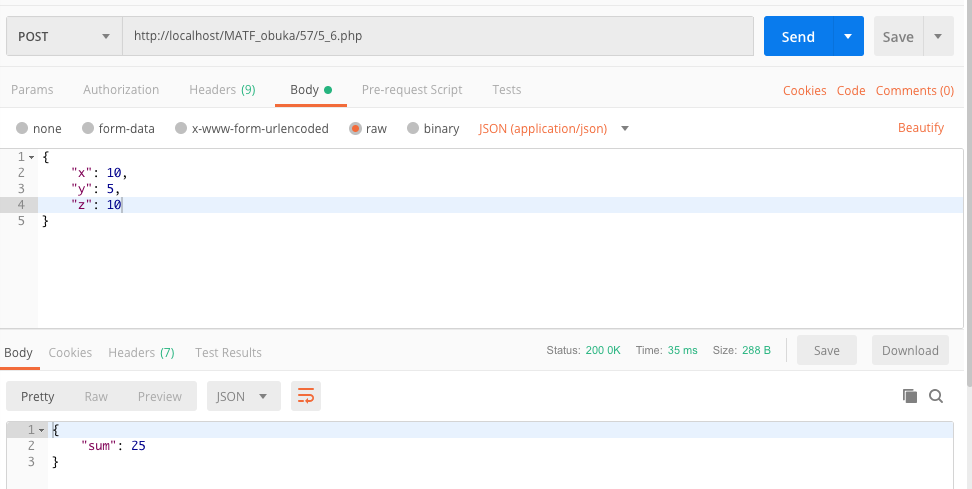 POST http://localhost/MATF_obuka/57/5_6.php Send Save
Params Authorization Headers (9) Body Pre-request Script Tests Cookies Code Comments (0)
none form-data x-www-form-urlencoded raw binary JSON (application/json) Beautify
1 {
2 "x": 10,
3 "y": 5,
4 "z": 10
5 }
Body Cookies Headers (7) Test Results Status: 200 OK Time: 35 ms Size: 288 B Save Download
Pretty Raw Preview JSON
1 {
2 "sum": 25
3 }